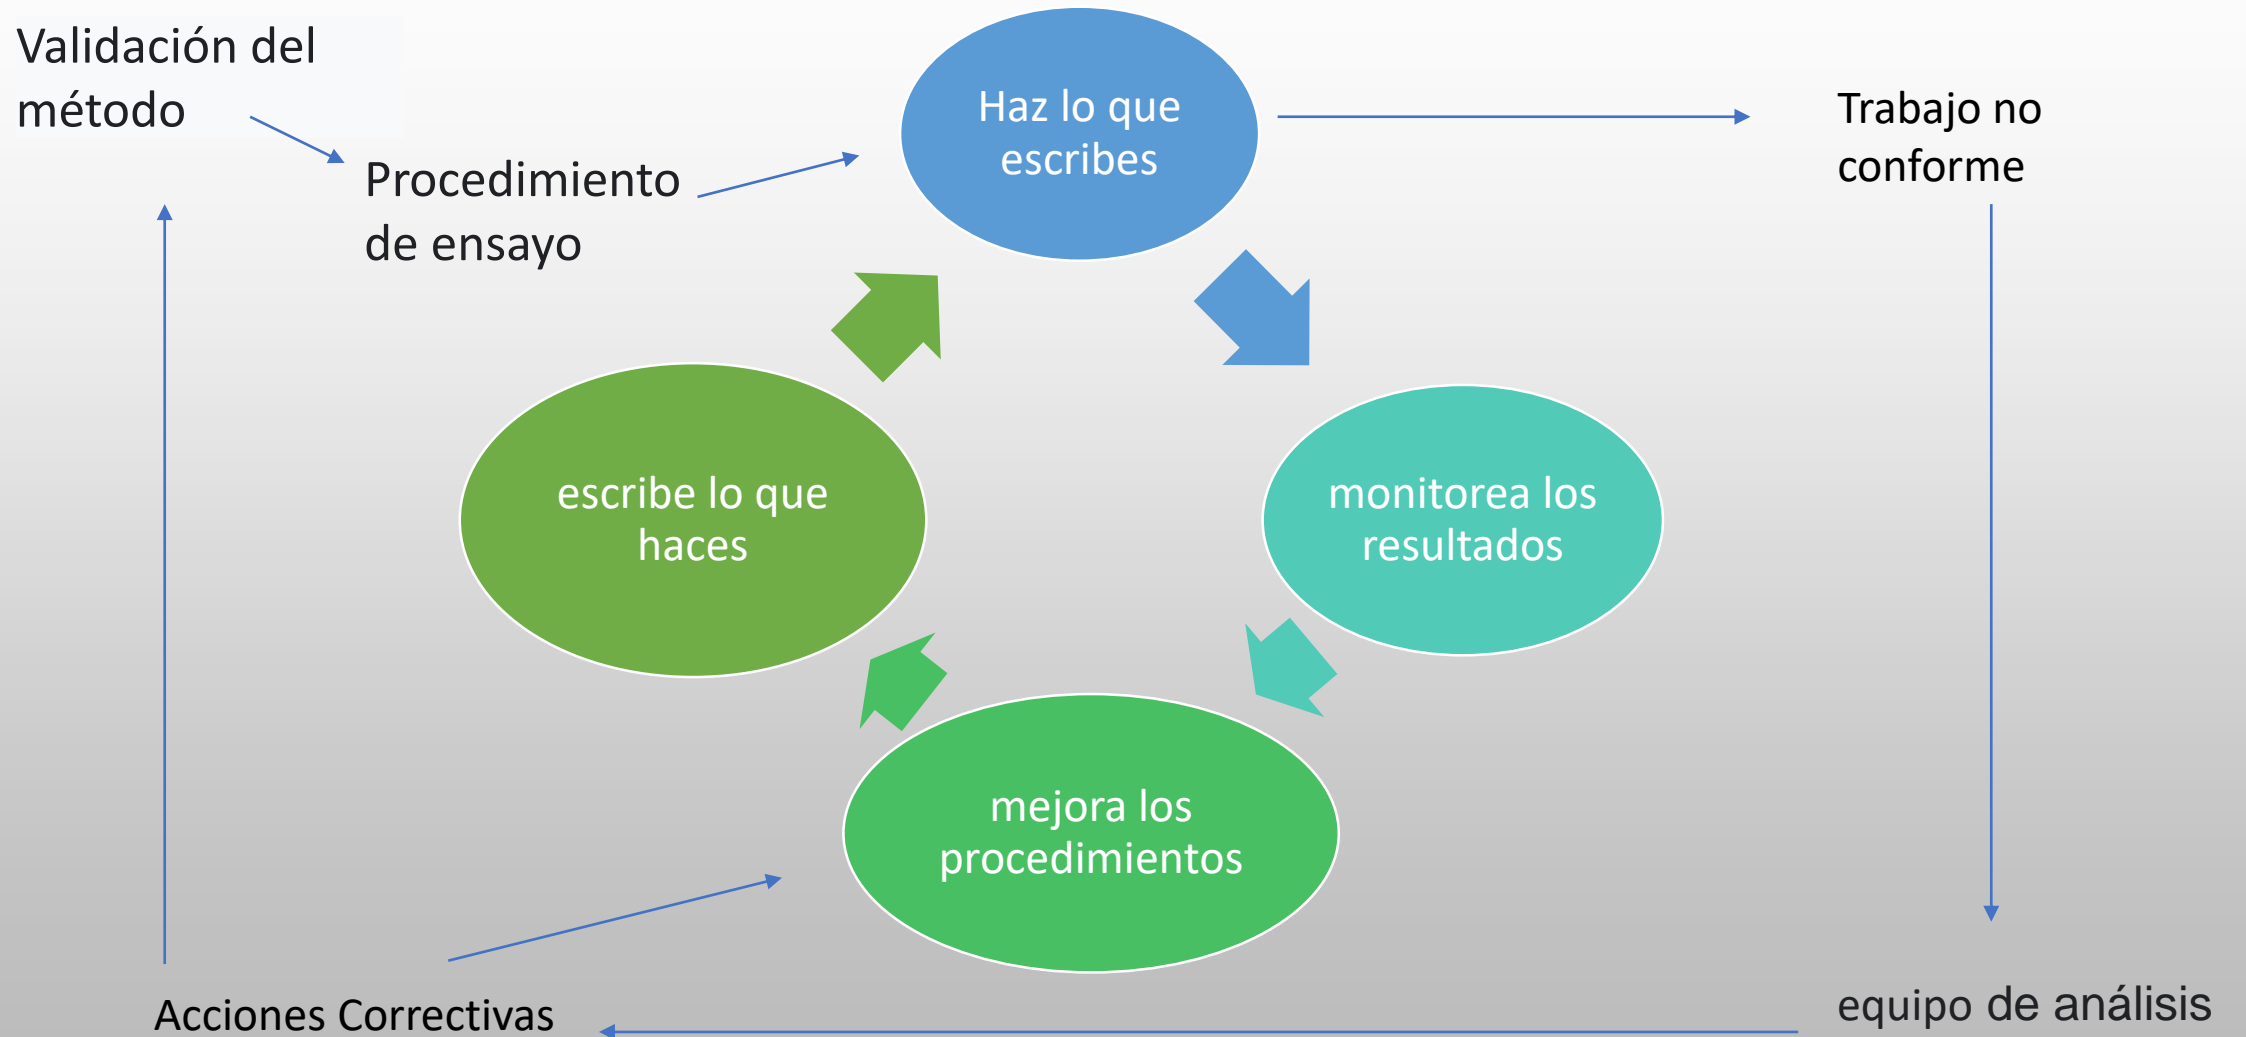 Validación del
método
Procedimiento
de ensayo
Haz lo que
escribes
Trabajo no
conforme
escribe lo que
haces
monitorea los
resultados
mejora los
procedimientos
Acciones Correctivas
equipo de análisis